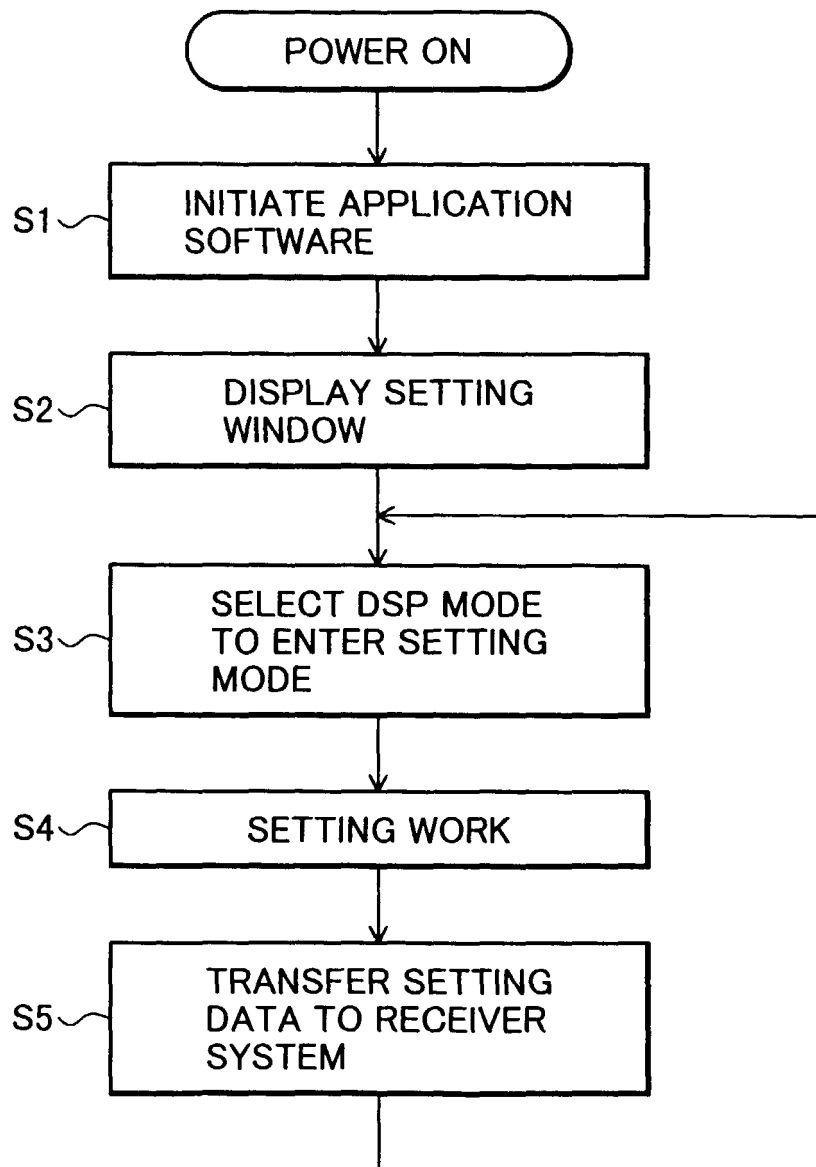 POWER ON
S1
INITIATE APPLICATION
SOFTWARE
S2
DISPLAY SETTING
WINDOW
S3
SELECT DSP MODE
TO ENTER SETTING
MODE
S4
SETTING WORK
S5
TRANSFER SETTING
DATA TO RECEIVER
SYSTEM